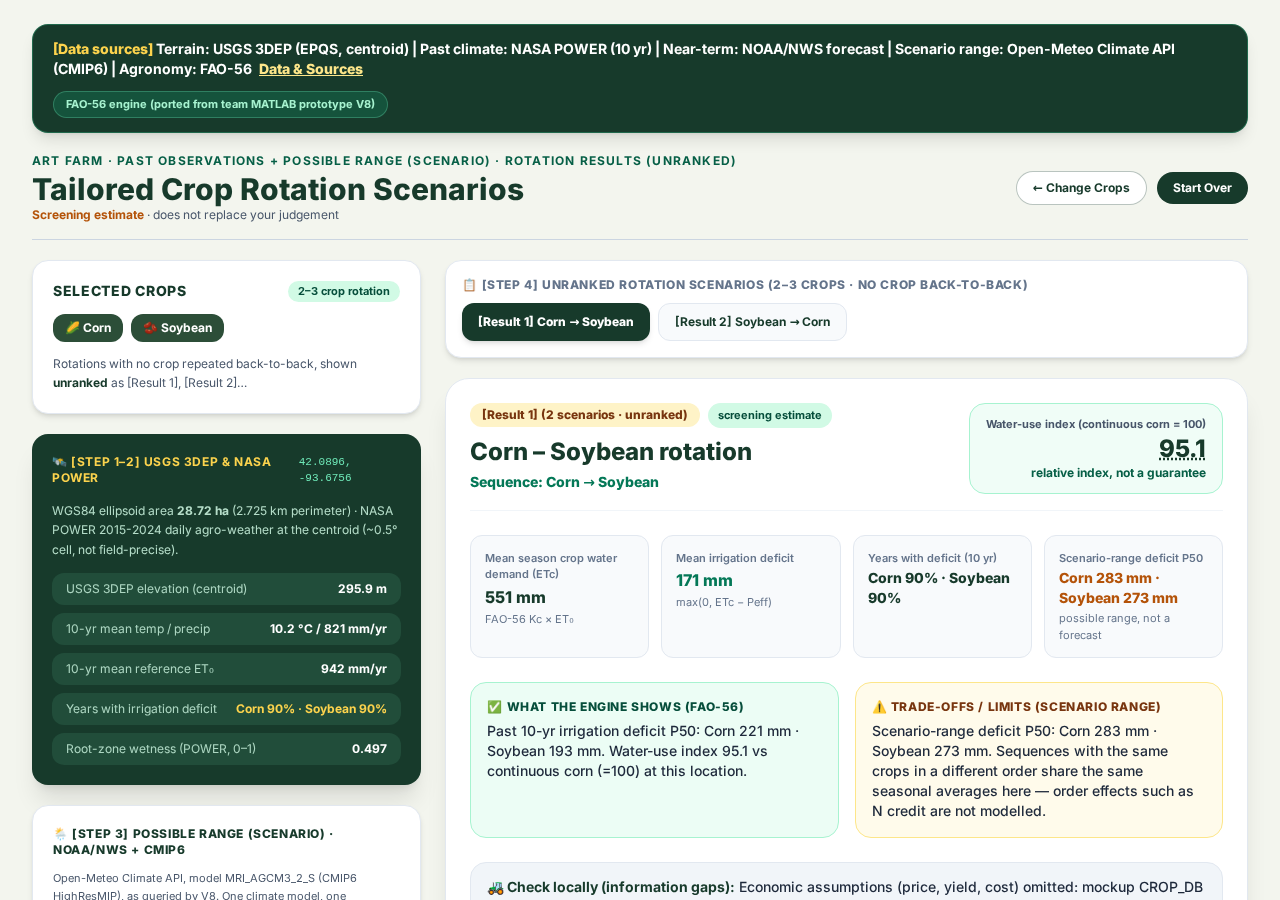 [Data sources] Terrain: USGS 3DEP (EPQS, centroid) | Past climate: NASA POWER (10 yr) | Near-term: NOAA/NWS forecast | Scenario range: Open-Meteo Climate API
(CMIP6) | Agronomy: FAO-56 Data & Sources
FAO-56 engine (ported from team MATLAB prototype V8)
ART FARM · PAST OBSERVATIONS + POSSIBLE RANGE (SCENARIO) · ROTATION RESULTS (UNRANKED)
Tailored Crop Rotation Scenarios
Screening estimate · does not replace your judgement
← Change Crops
Start Over
SELECTED CROPS
2–3 crop rotation
🌽 Corn
🫘 Soybean
Rotations with no crop repeated back-to-back, shown
unranked as [Result 1], [Result 2]…
🛰️ [STEP 1–2] USGS 3DEP & NASA
POWER
42.0896,
-93.6756
WGS84 ellipsoid area 28.72 ha (2.725 km perimeter) · NASA
POWER 2015-2024 daily agro-weather at the centroid (~0.5°
cell, not field-precise).
USGS 3DEP elevation (centroid) 295.9 m
10-yr mean temp / precip 10.2 °C / 821 mm/yr
10-yr mean reference ET₀ 942 mm/yr
Years with irrigation deficit Corn 90% · Soybean 90%
Root-zone wetness (POWER, 0–1) 0.497
🌦️ [STEP 3] POSSIBLE RANGE (SCENARIO) ·
NOAA/NWS + CMIP6
Open-Meteo Climate API, model MRI_AGCM3_2_S (CMIP6
HighResMIP), as queried by V8. One climate model, one
📋 [STEP 4] UNRANKED ROTATION SCENARIOS (2–3 CROPS · NO CROP BACK-TO-BACK)
[Result 1] Corn → Soybean
[Result 2] Soybean → Corn
[Result 1] (2 scenarios · unranked)
screening estimate
Corn – Soybean rotation
Sequence: Corn → Soybean
Water-use index (continuous corn = 100)
95.1
relative index, not a guarantee
Mean season crop water
demand (ETc)
551 mm
FAO-56 Kc × ET₀
Mean irrigation deficit
171 mm
max(0, ETc − Peff)
Years with deficit (10 yr)
Corn 90% · Soybean
90%
Scenario-range deficit P50
Corn 283 mm ·
Soybean 273 mm
possible range, not a
forecast
✅ WHAT THE ENGINE SHOWS (FAO-56)
Past 10-yr irrigation deficit P50: Corn 221 mm ·
Soybean 193 mm. Water-use index 95.1 vs
continuous corn (=100) at this location.
⚠️ TRADE-OFFS / LIMITS (SCENARIO RANGE)
Scenario-range deficit P50: Corn 283 mm ·
Soybean 273 mm. Sequences with the same
crops in a different order share the same
seasonal averages here — order effects such as
N credit are not modelled.
🚜 Check locally (information gaps): Economic assumptions (price, yield, cost) omitted: mockup CROP_DB